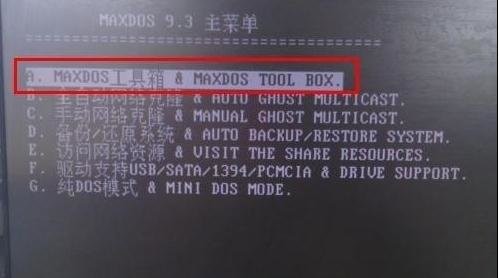 MAXDOS 9.3 主菜单
A. MAXDOS工具箱 & MAXDOS TOOL BOX.
B. 全自动网络克隆 & AUTO GHOST MULTICAST.
C. 手动网络克隆 & MANUAL GHOST MULTICAST.
D. 备份/还原系统 & AUTO BACKUP/RESTORE SYSTEM.
E. 访问网络资源 & VISIT THE SHARE RESOURCES.
F. 驱动支持USB/SATA/1394/PCMCIA & DRIVE SUPPORT.
G. 纯DOS模式 & MINI DOS MODE.